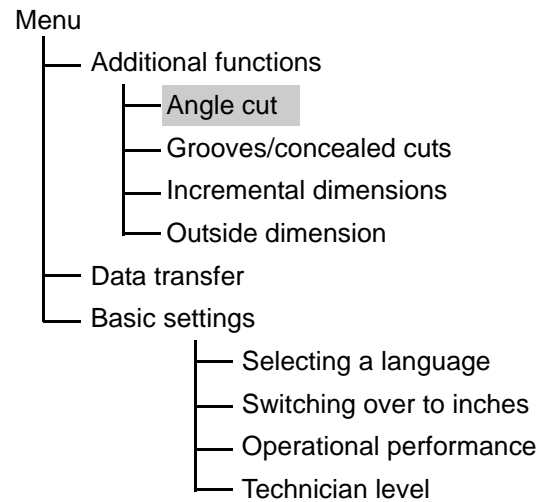 Menu
Additional functions
Angle cut
Grooves/concealed cuts
Incremental dimensions
Outside dimension
Data transfer
Basic settings
Selecting a language
Switching over to inches
Operational performance
Technician level